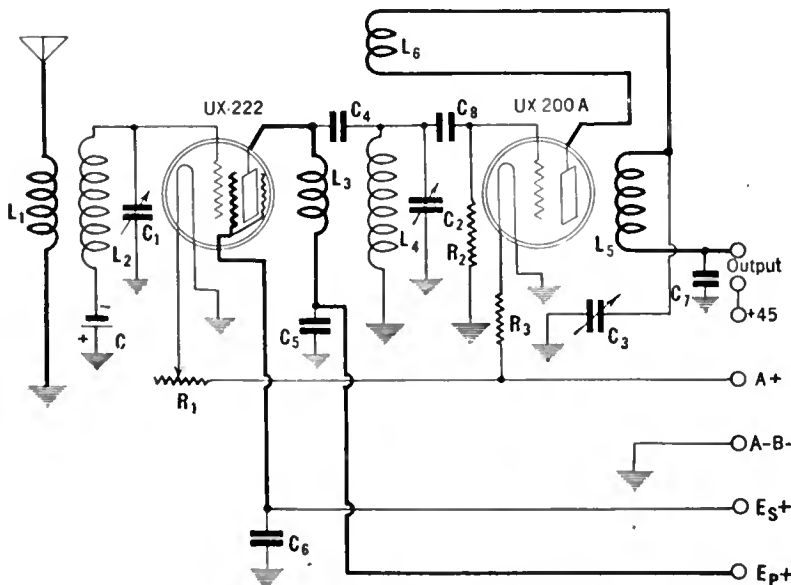 L6
UX-222
C4
C8
UX 200 A
L1
L2
C1
L3
C2
L4
R2
L5
Output
C7
+45
-
+
C
C5
R3
C3
R1
A+
A-B-
ES+
C6
EP+